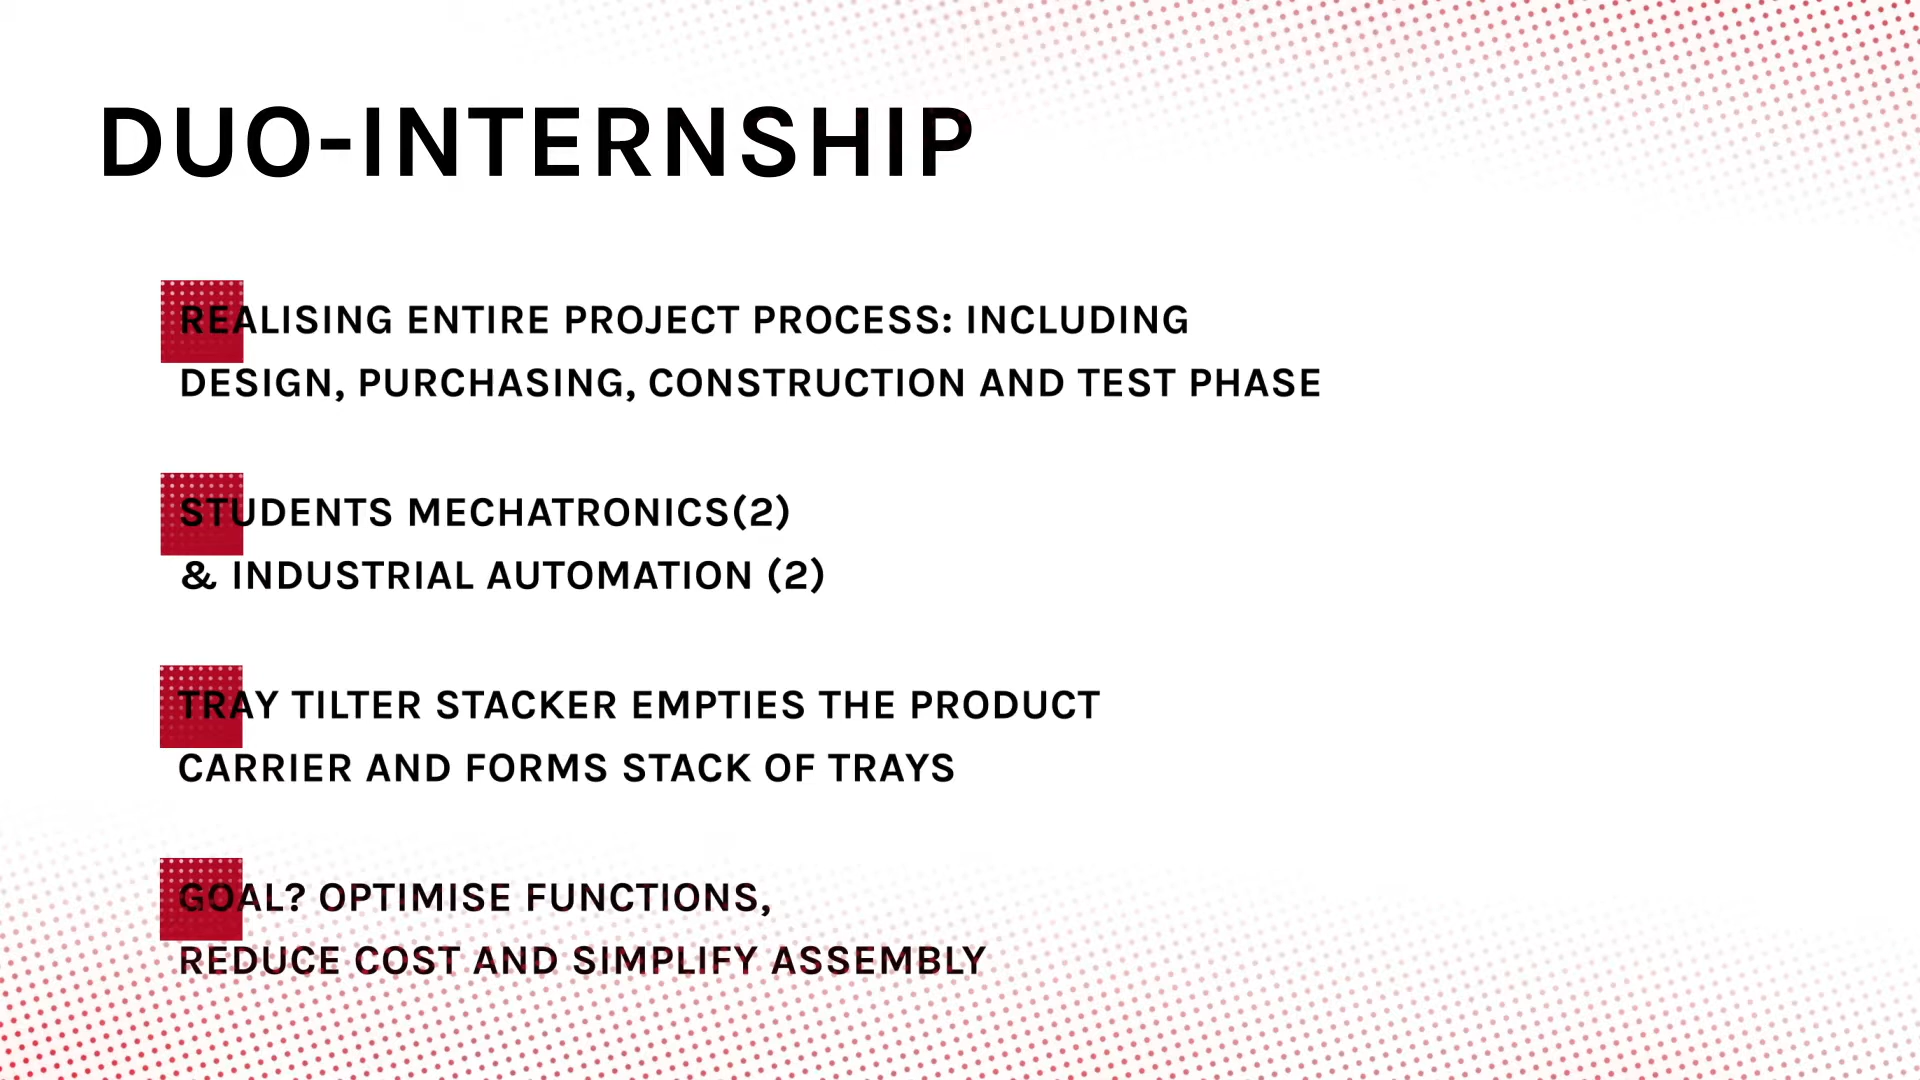 DUO-INTERNSHIP
REALISING ENTIRE PROJECT PROCESS: INCLUDING
DESIGN, PURCHASING, CONSTRUCTION AND TEST PHASE
STUDENTS MECHATRONICS(2)
& INDUSTRIAL AUTOMATION (2)
TRAY TILTER STACKER EMPTIES THE PRODUCT
CARRIER AND FORMS STACK OF TRAYS
GOAL? OPTIMISE FUNCTIONS,
REDUCE COST AND SIMPLIFY ASSEMBLY